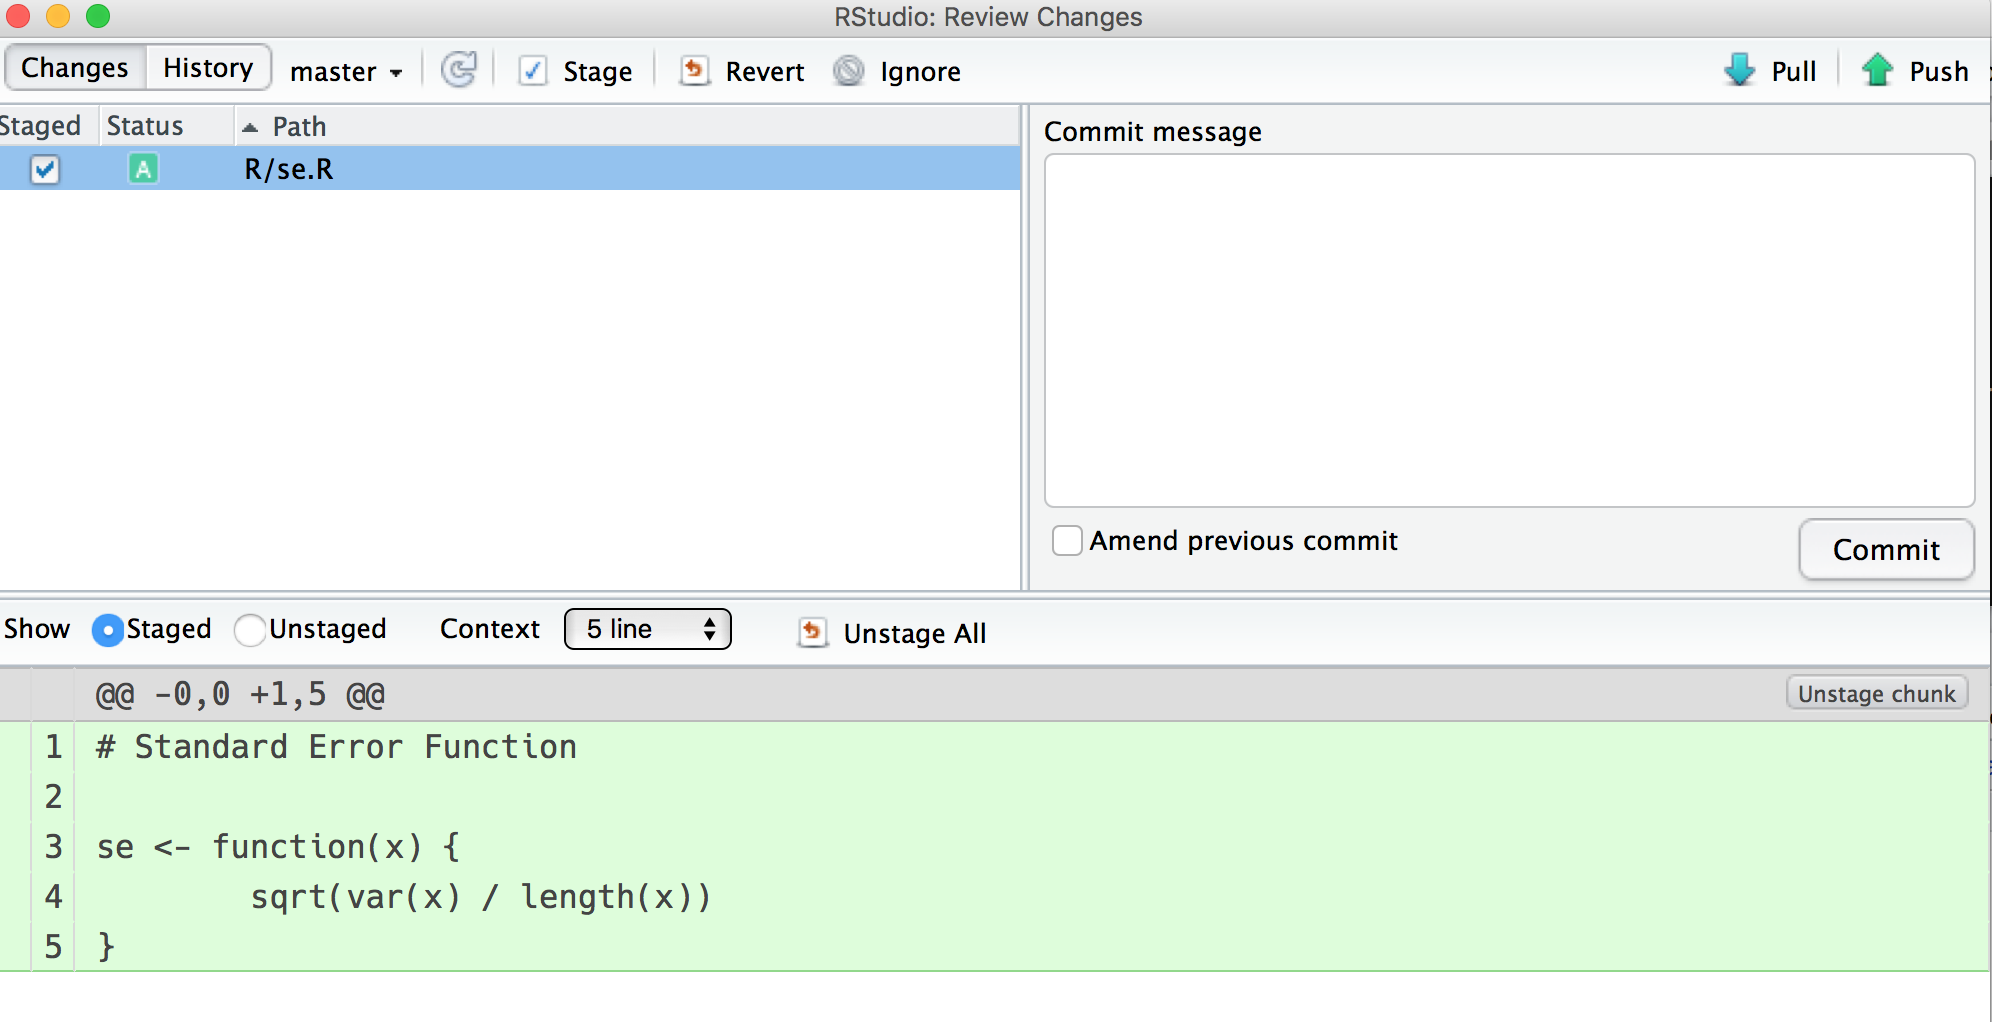 RStudio: Review Changes
Changes History master Stage Revert Ignore Pull Push
Staged Status Path
A R/se.R
Commit message
Amend previous commit
Commit
Show Staged Unstaged Context 5 line Unstage All
@@ -0,0 +1,5 @@ Unstage chunk
1 # Standard Error Function
2
3 se <- function(x) {
4 sqrt(var(x) / length(x))
5 }